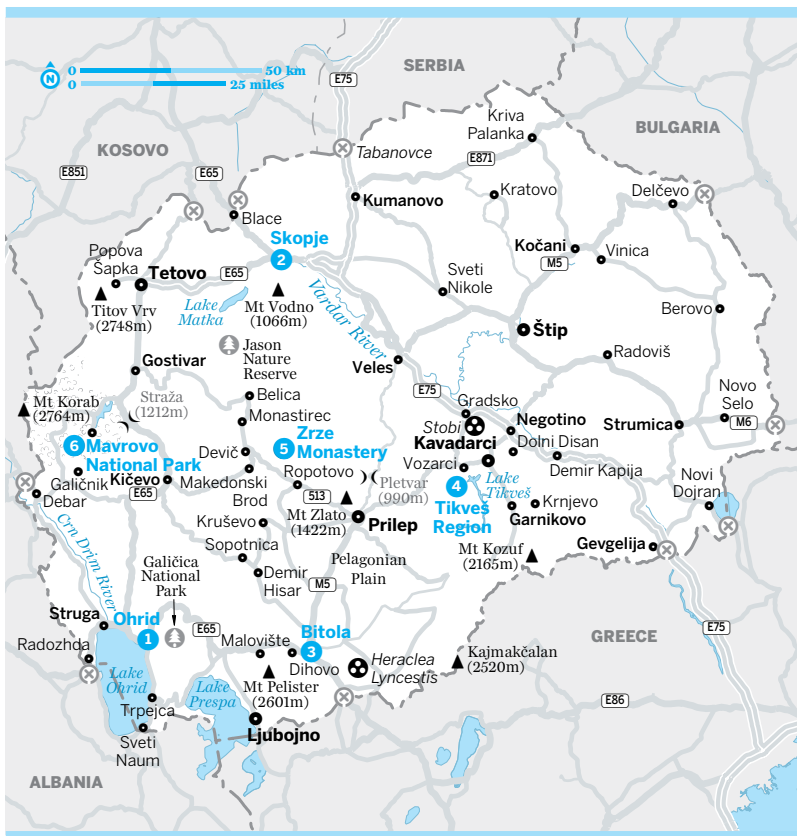 0
50 km
N
0
25 miles
E75
SERBIA
Kriva
Palanka
BULGARIA
KOSOVO
Tabanovce
E871
E851
E65
Kratovo
Delčevo
Kumanovo
Blace
Skopje
2
Kočani
Vinica
M5
Popova
Šapka
Tetovo
E65
Sveti
Nikole
Titov Vrv
(2748m)
Lake
Matka
Mt Vodno
(1066m)
Vardar River
Berovo
Štip
Jason
Nature
Reserve
Gostivar
Veles
Radoviš
E75
Straža
(1212m)
Belica
Mt Korab
(2764m)
Monastirec
Gradsko
Stobi
Negotino
Novo
Selo
Strumica
M6
6
Mavrovo
National Park
Zrze
Monastery
5
Kavadarci
Dolni Disan
Devič
Vozarci
Demir Kapija
Galičnik
Kičevo
Makedonski
Brod
Ropotovo
Pletvar
(990m)
4
Lake
Tikveš
Novi
Dojran
Debar
E65
513
Tikveš
Region
Krnjevo
Garnikovo
Mt Zlato
(1422m)
Prilep
Kruševo
Crn Drim River
Sopotnica
Pelagonian
Plain
Mt Kozuf
(2165m)
Gevgelija
Galičica
National
Park
Demir
Hisar
M5
Struga
Ohrid
1
E65
Bitola
3
Malovište
Dihovo
GREECE
E75
Radozhda
Heraclea
Lyncestis
Kajmakčalan
(2520m)
Lake
Ohrid
Lake
Prespa
Mt Pelister
(2601m)
E86
Trpejca
Ljubojno
Sveti
Naum
ALBANIA